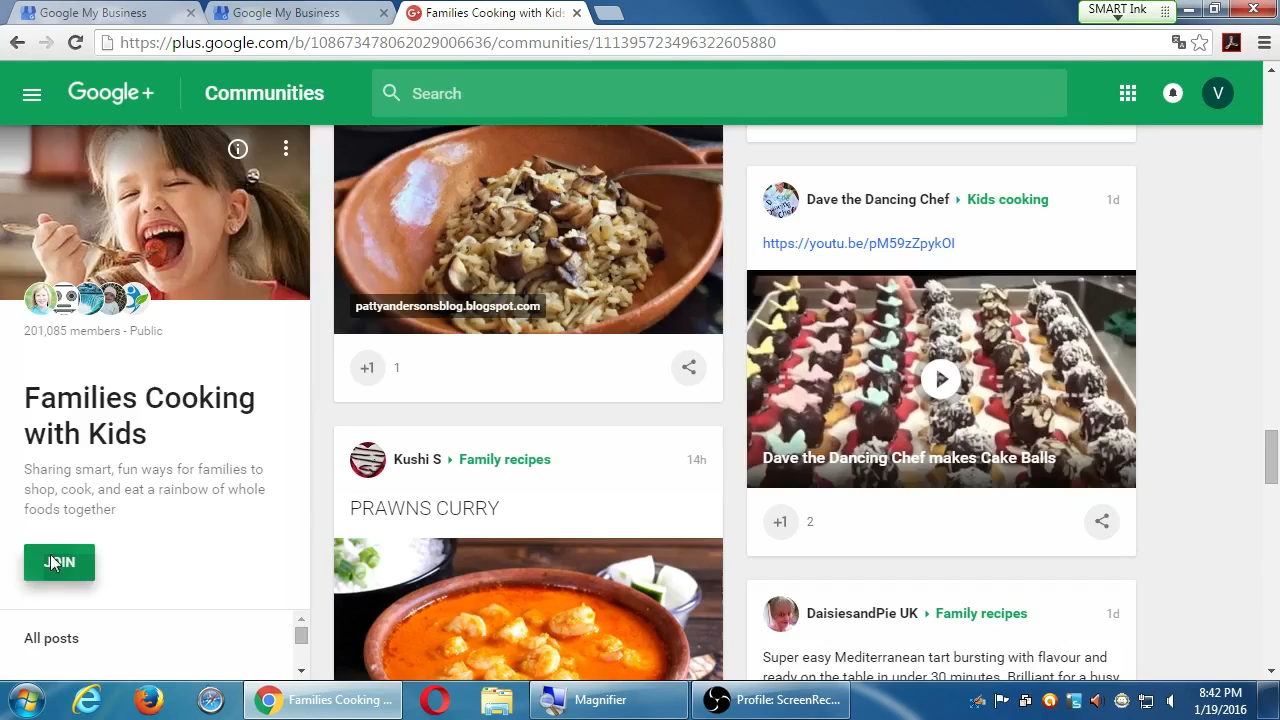 Google My Business
Google My Business
Families Cooking with Kids
SMART Ink
https://plus.google.com/b/108673478062029006636/communities/111395723496322605880
Google+
Communities
Search
V
201,085 members - Public
Families Cooking
with Kids
Sharing smart, fun ways for families to
shop, cook, and eat a rainbow of whole
foods together
JOIN
All posts
pattyandersonsblog.blogspot.com
+1 1
Kushi S Family recipes 14h
PRAWNS CURRY
Dave the Dancing Chef Kids cooking 1d
https://youtu.be/pM59zZpykOI
Dave the Dancing Chef makes Cake Balls
+1 2
DaisiesandPie UK Family recipes 1d
Super easy Mediterranean tart bursting with flavour and
ready on the table in under 30 minutes. Brilliant for a busy
Families Cooking ...
Magnifier
Profile: ScreenRec...
8:42 PM
1/19/2016